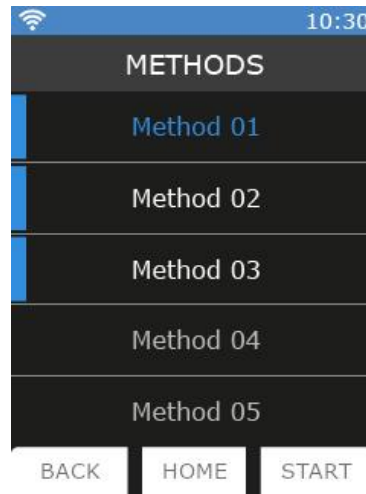 10:30
METHODS
Method 01
Method 02
Method 03
Method 04
Method 05
BACK HOME START